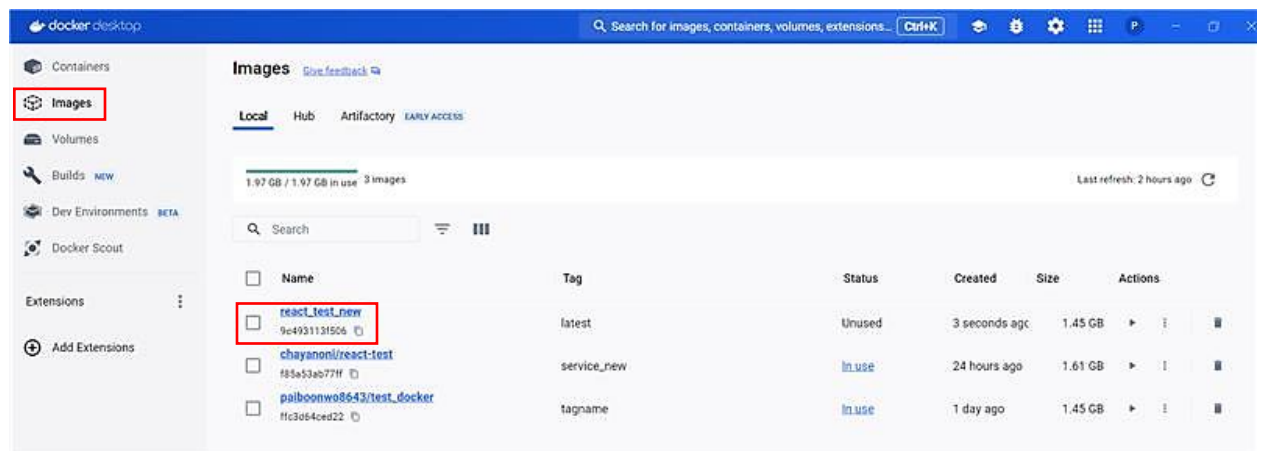 docker desktop
Search for images, containers, volumes, extensions... Ctrl+K
P
Containers
Images
Volumes
Builds NEW
Dev Environments BETA
Docker Scout
Extensions
Add Extensions
Images Give feedback
Local Hub Artifactory EARLY ACCESS
1.97 GB / 1.97 GB in use 3 images
Last refresh: 2 hours ago
Search
Name Tag Status Created Size Actions
react_test_new
9c493113f506
latest Unused 3 seconds agc 1.45 GB
chayanonl/react-test
f85a53ab77ff
service_new In use 24 hours ago 1.61 GB
paiboonwo8643/test_docker
ffc3d64ced22
tagname In use 1 day ago 1.45 GB